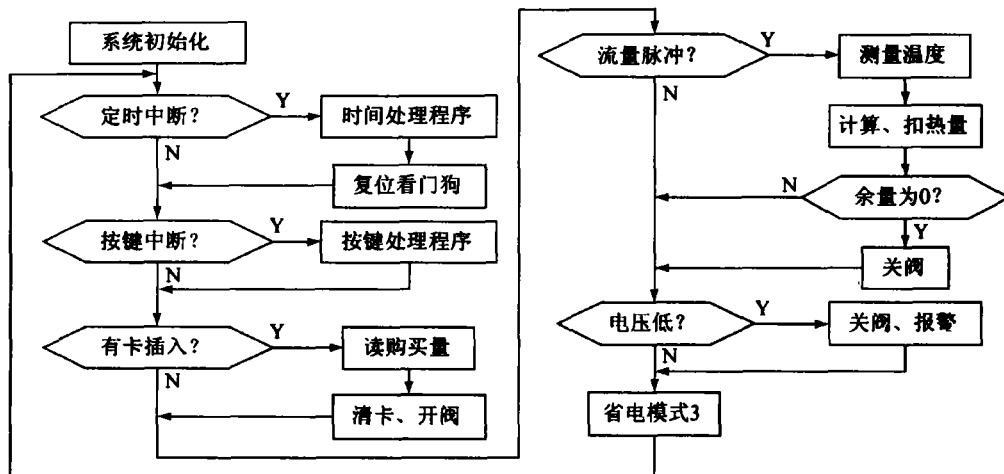 系统初始化
定时中断?
Y
时间处理程序
N
复位看门狗
按键中断?
Y
按键处理程序
N
有卡插入?
Y
读购买量
N
清卡、开阀
流量脉冲?
Y
测量温度
N
计算、扣热量
N
余量为0?
Y
关阀
电压低?
Y
关阀、报警
N
省电模式3